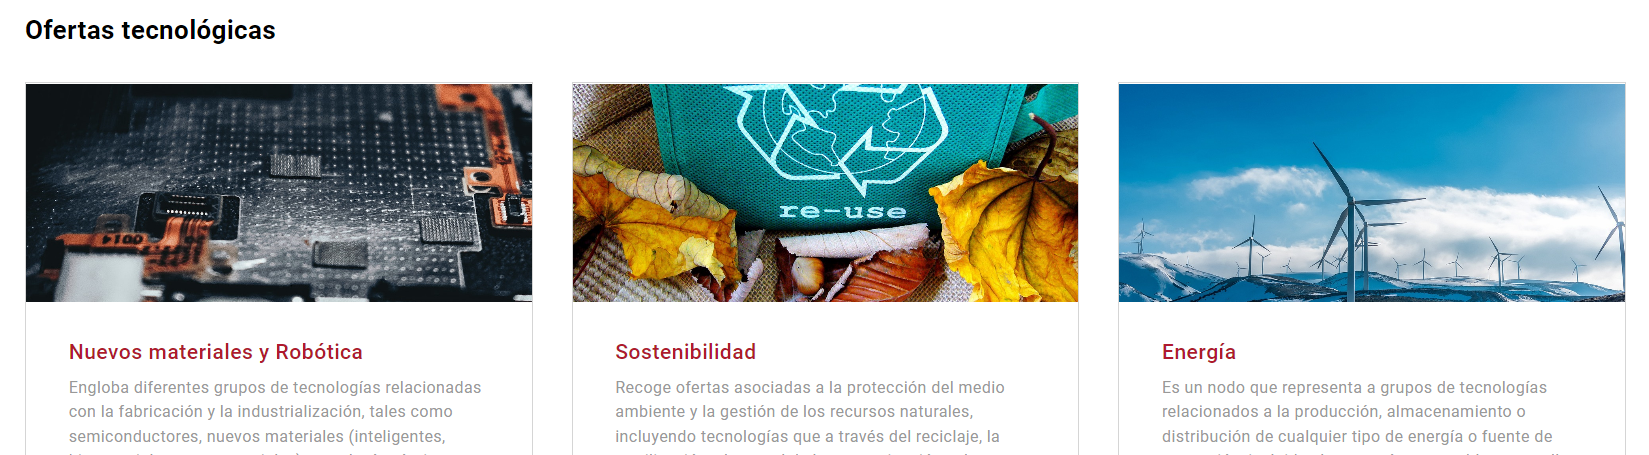 Ofertas tecnológicas
re-use
Nuevos materiales y Robótica
Engloba diferentes grupos de tecnologías relacionadas
con la fabricación y la industrialización, tales como
semiconductores, nuevos materiales (inteligentes,
Sostenibilidad
Recoge ofertas asociadas a la protección del medio
ambiente y la gestión de los recursos naturales,
incluyendo tecnologías que a través del reciclaje, la
Energía
Es un nodo que representa a grupos de tecnologías
relacionados a la producción, almacenamiento o
distribución de cualquier tipo de energía o fuente de